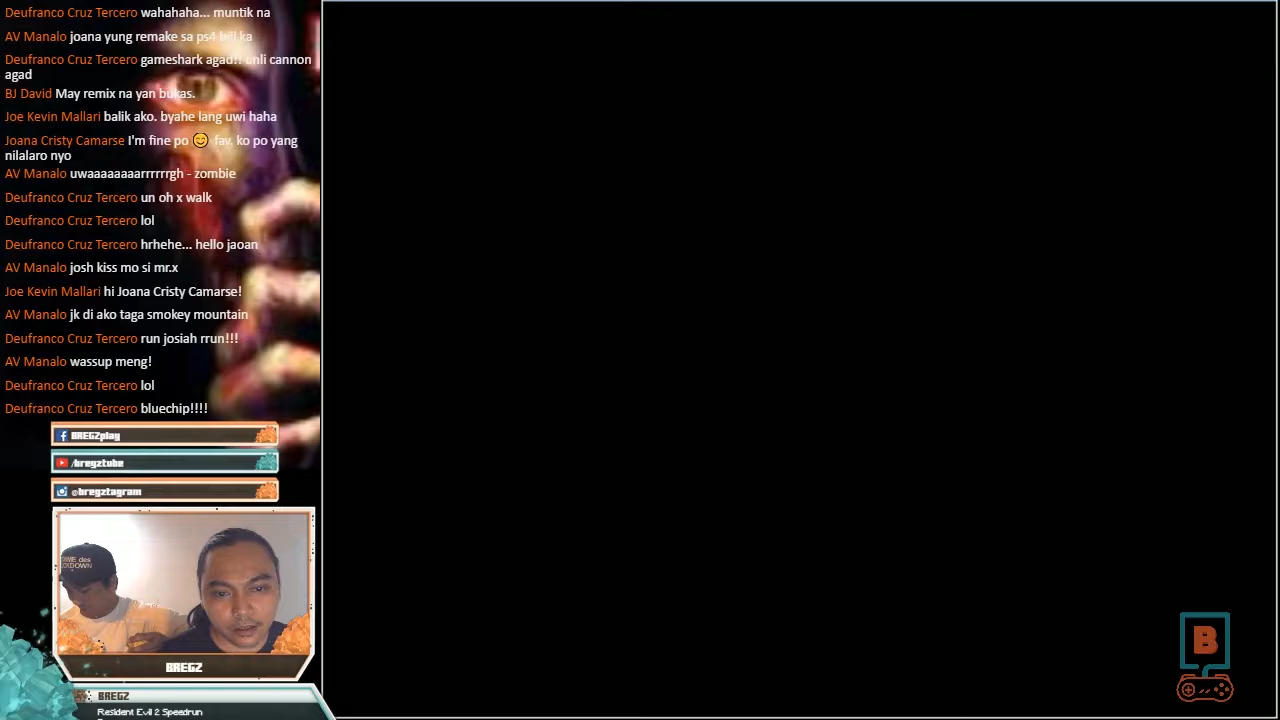 Deufranco Cruz Tercero wahahaha... muntik na
AV Manalo joana yung remake sa ps4 bill ka
Deufranco Cruz Tercero gameshark agad!! unli cannon
agad
BJ David May remix na yan bukas.
Joe Kevin Mallari balik ako. byahe lang uwi haha
Joana Cristy Camarse I'm fine po 😊 fav. ko po yang
nilalaro nyo
AV Manalo uwaaaaaaaarrrrrrgh - zombie
Deufranco Cruz Tercero un oh x walk
Deufranco Cruz Tercero lol
Deufranco Cruz Tercero hrhehe... hello jaoan
AV Manalo josh kiss mo si mr.x
Joe Kevin Mallari hi Joana Cristy Camarse!
AV Manalo jk di ako taga smokey mountain
Deufranco Cruz Tercero run josiah rrun!!!
AV Manalo wassup meng!
Deufranco Cruz Tercero lol
Deufranco Cruz Tercero bluechip!!!!
BREGZplay
/bregztube
@bregztagram
BREGZ
BREGZ
Resident Evil 2 Speedrun
B